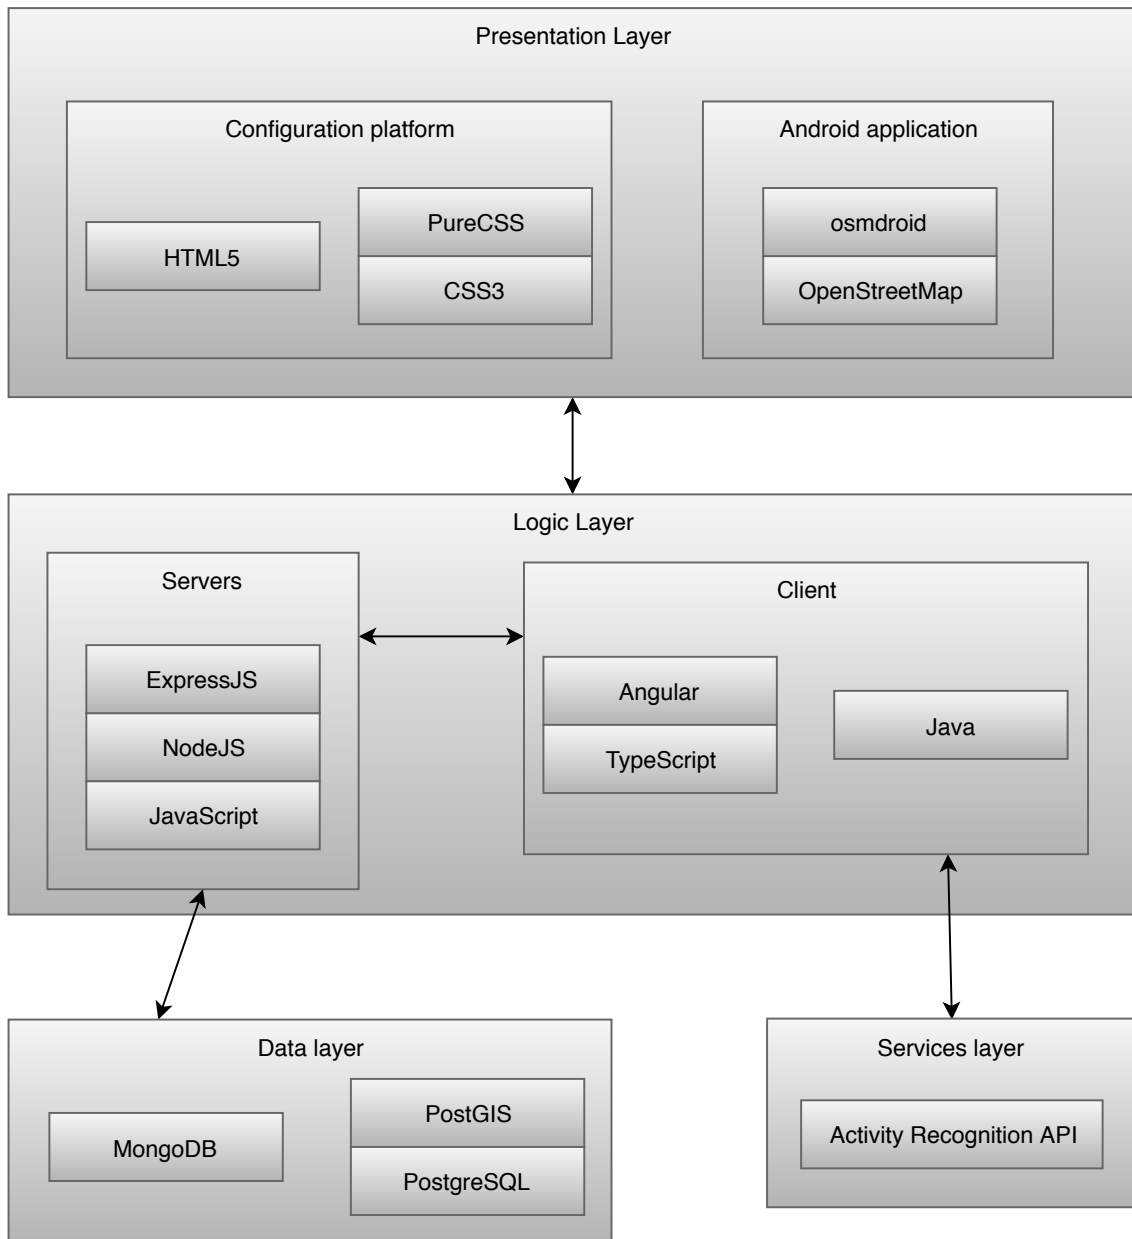 Presentation Layer
Configuration platform
HTML5
PureCSS
CSS3
Android application
osmdroid
OpenStreetMap
Logic Layer
Servers
ExpressJS
NodeJS
JavaScript
Client
Angular
TypeScript
Java
Data layer
MongoDB
PostGIS
PostgreSQL
Services layer
Activity Recognition API